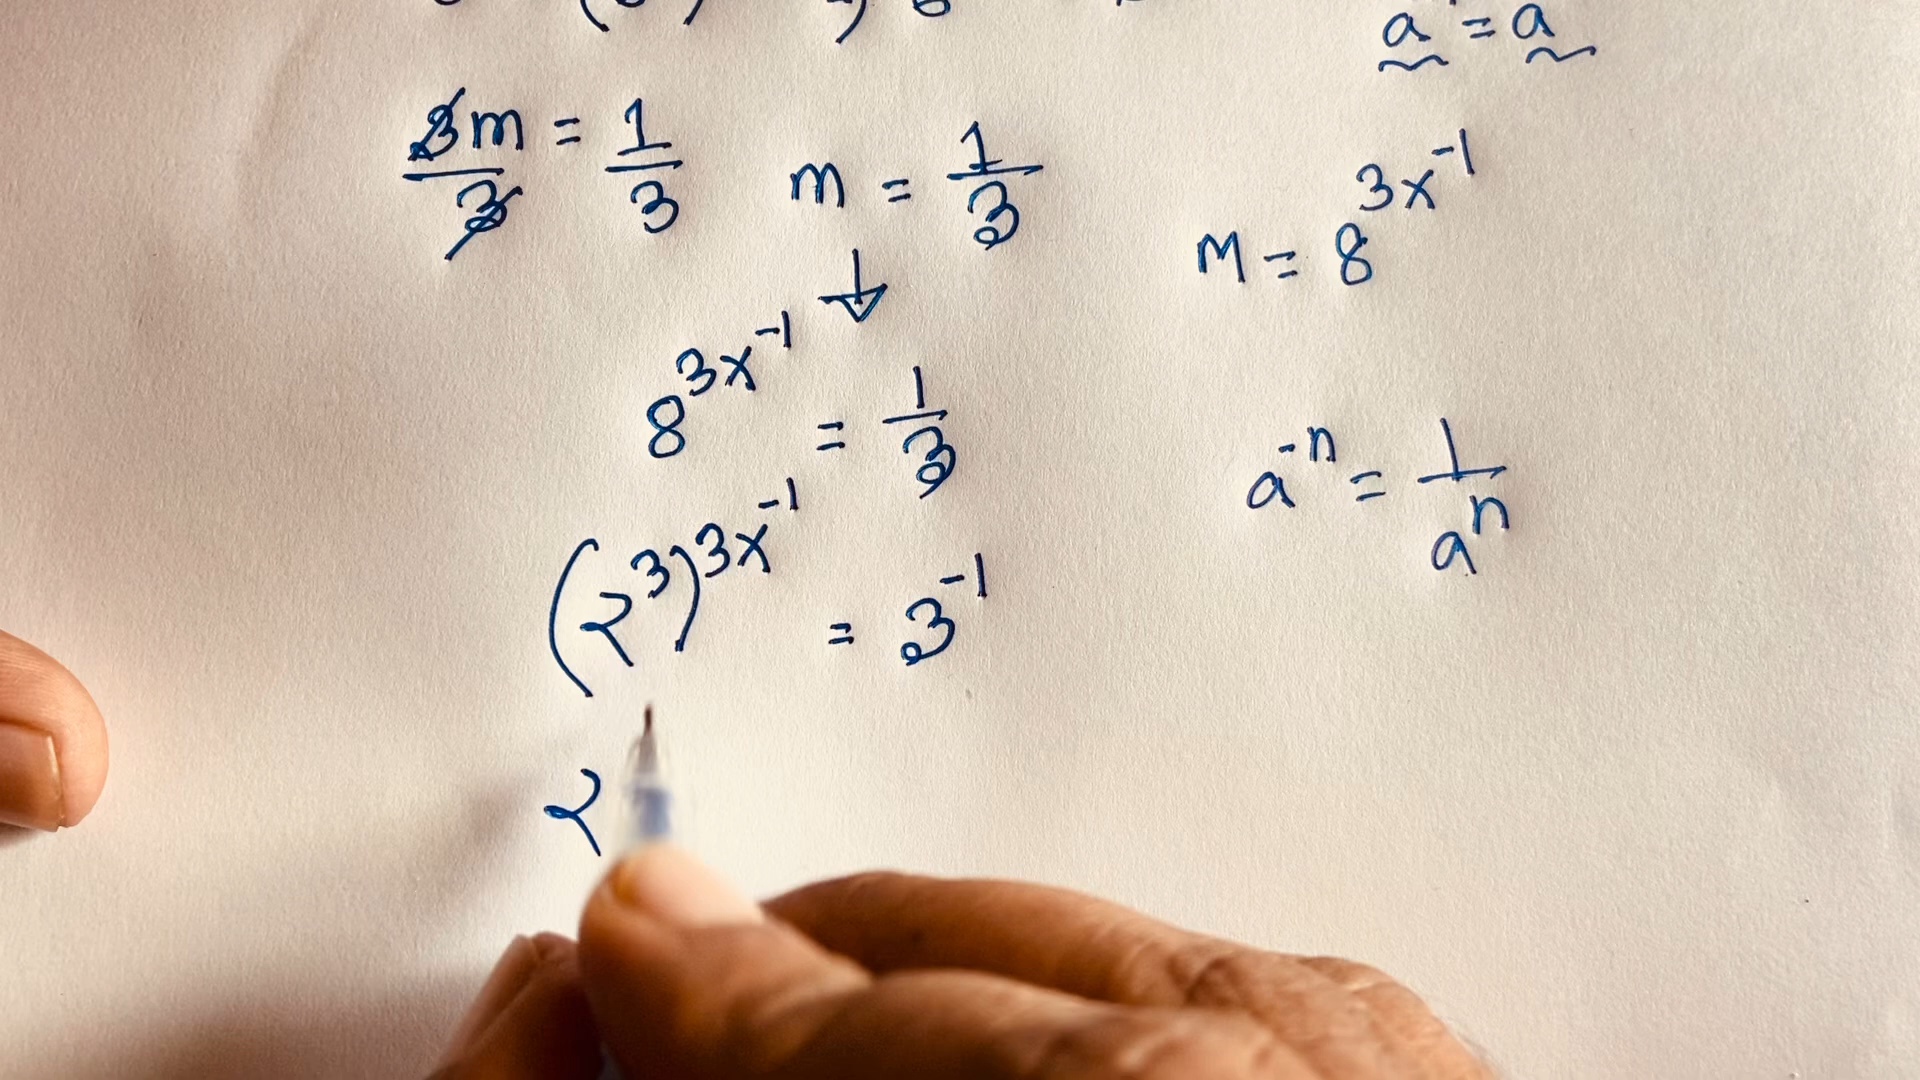 a = a
3m/3 = 1/3
m = 1/3
M = 8^3x^-1
8^3x^-1 = 1/3
a^-n = 1/a^n
(2^3)^3x^-1 = 3^-1
2